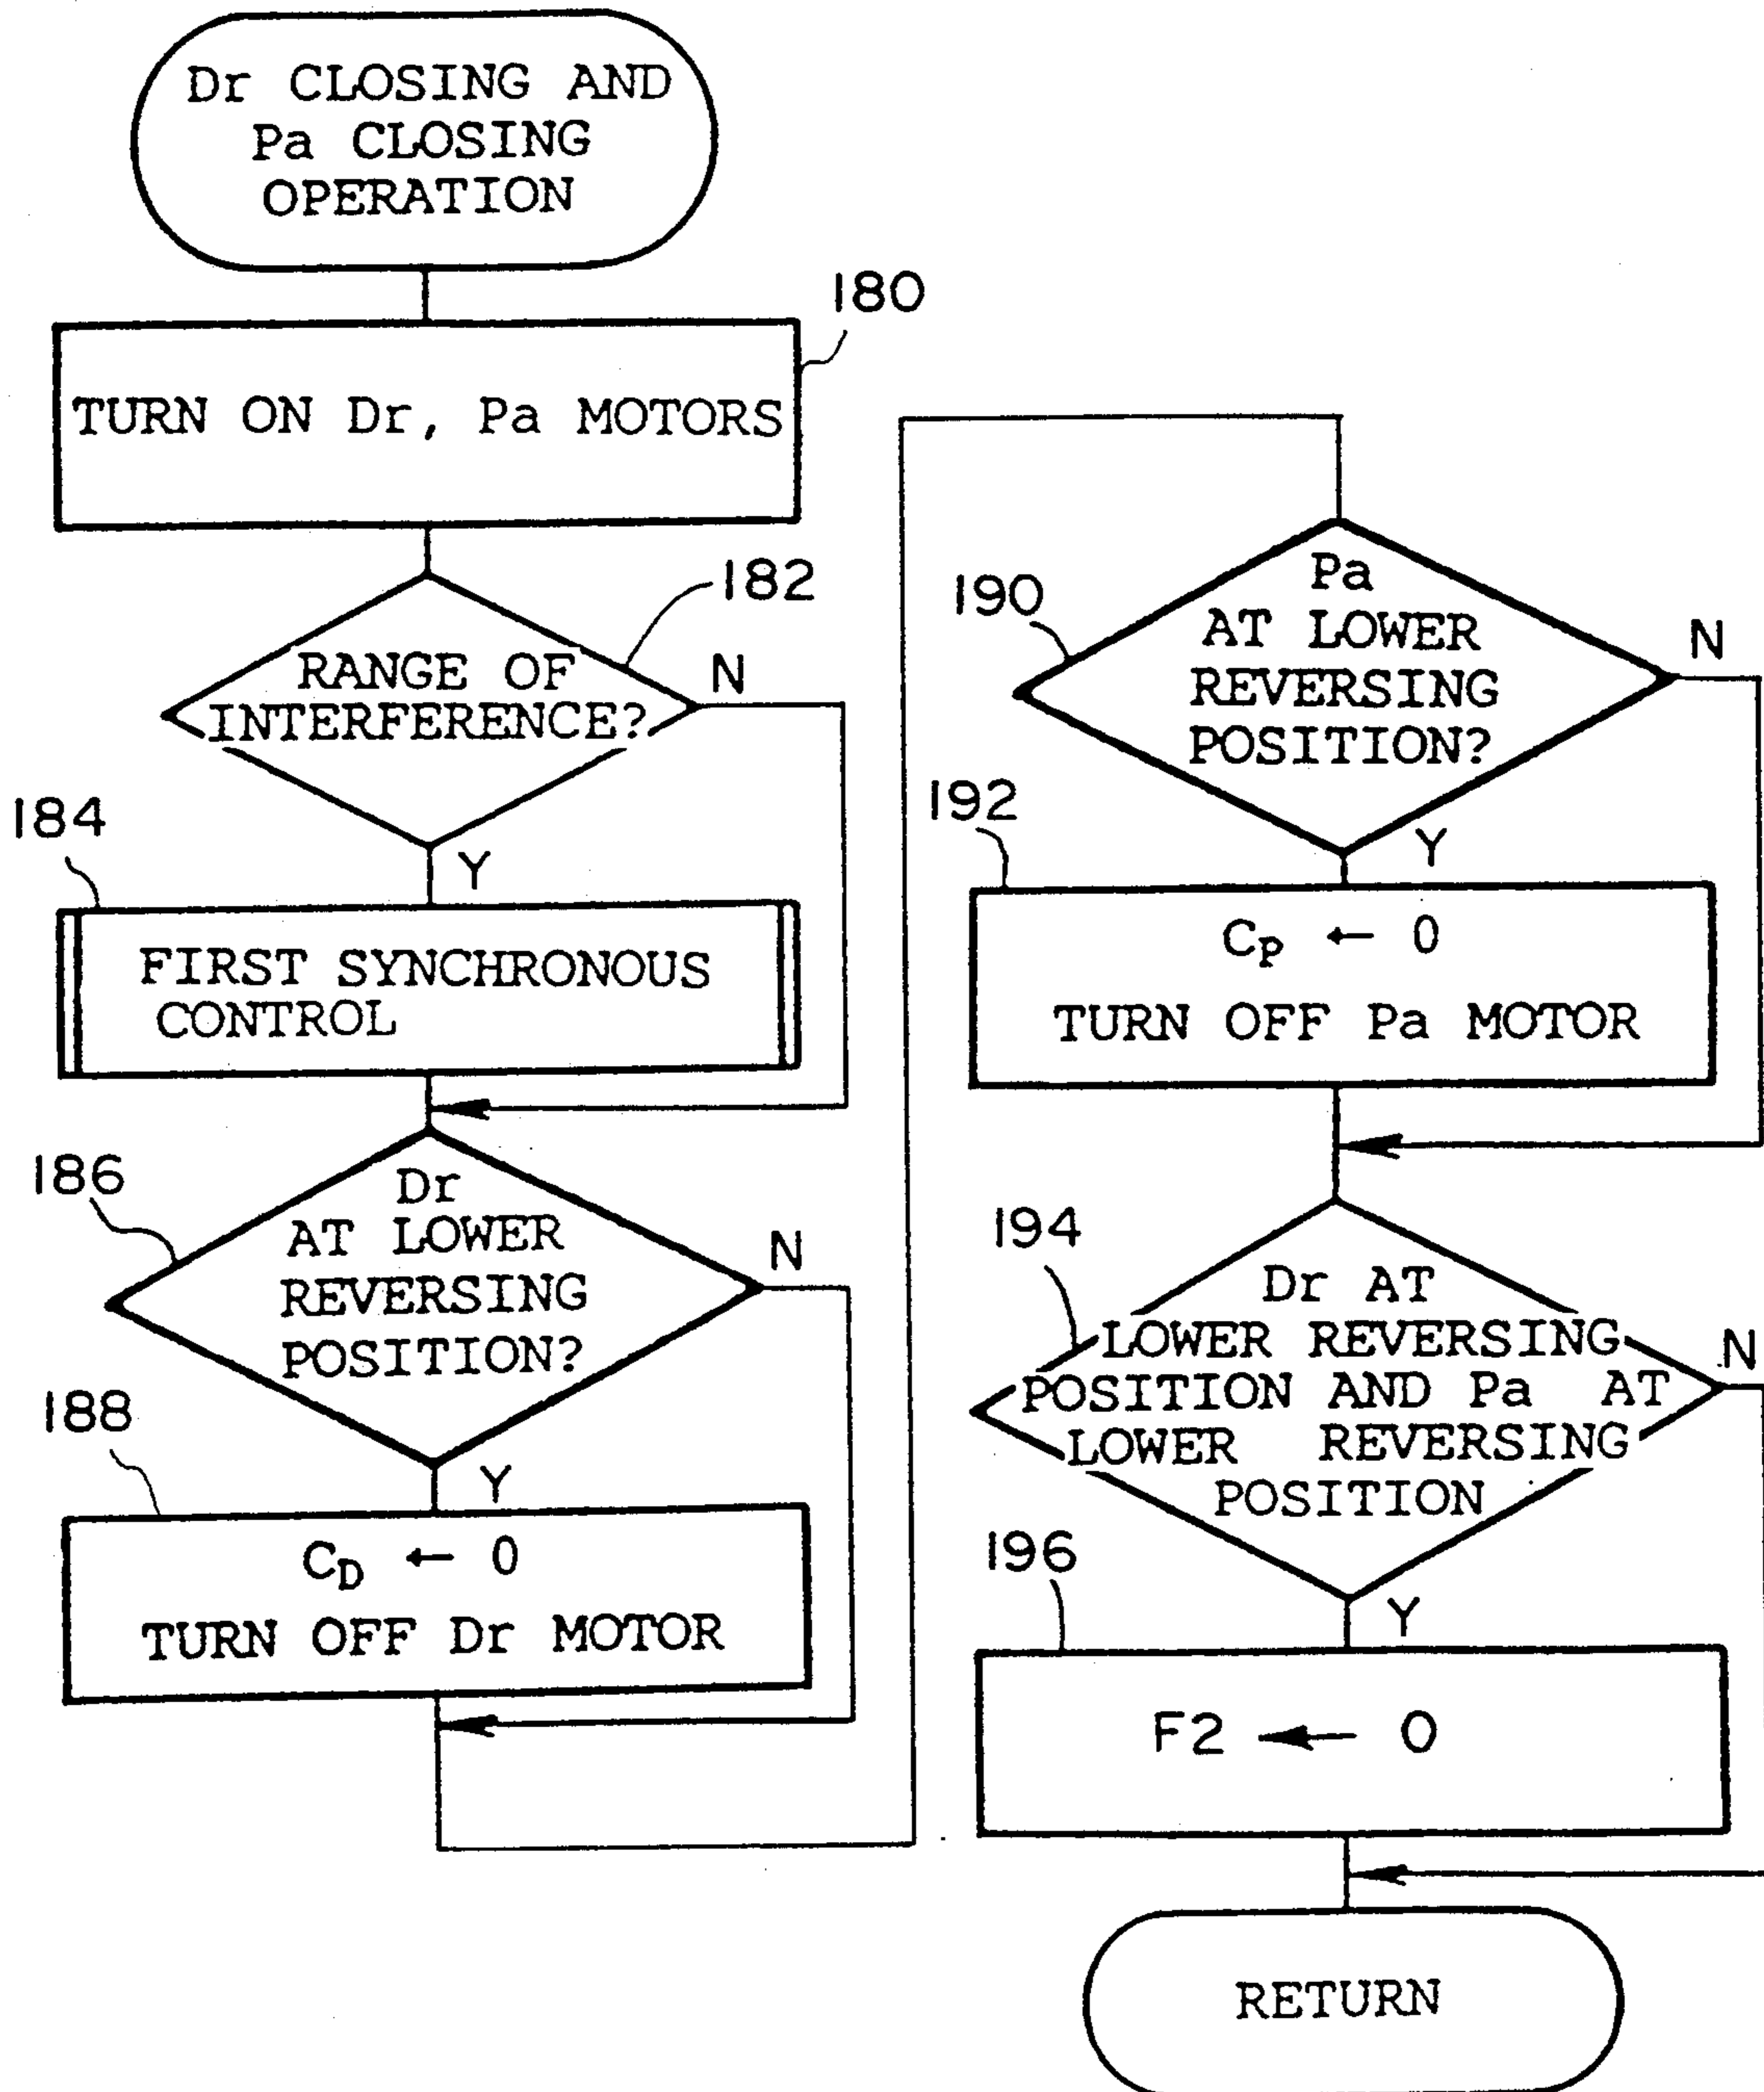 Dr CLOSING AND
Pa CLOSING
OPERATION
180
TURN ON Dr, Pa MOTORS
182
RANGE OF
INTERFERENCE?
N
Y
184
FIRST SYNCHRONOUS
CONTROL
186
Dr
AT LOWER
REVERSING
POSITION?
N
Y
188
CD ← 0
TURN OFF Dr MOTOR
190
Pa
AT LOWER
REVERSING
POSITION?
N
Y
192
CP ← 0
TURN OFF Pa MOTOR
194
Dr AT
LOWER REVERSING
POSITION AND Pa AT
LOWER REVERSING
POSITION
N
Y
196
F2 ← 0
RETURN